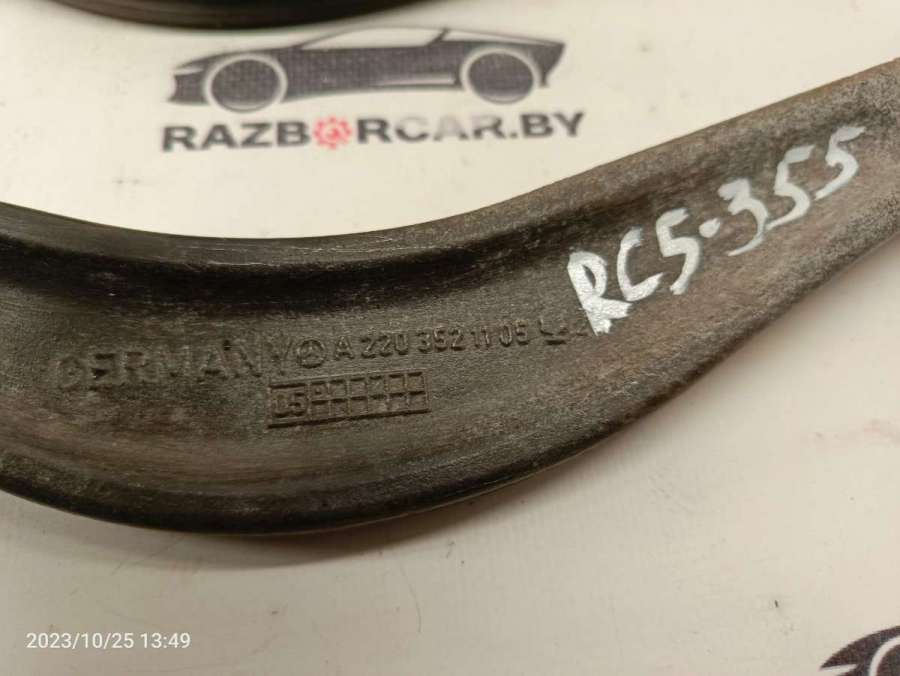 RAZBORCAR.BY
RC5-355
GERMANY A 220 352 11 05
05
2023/10/25 13:49